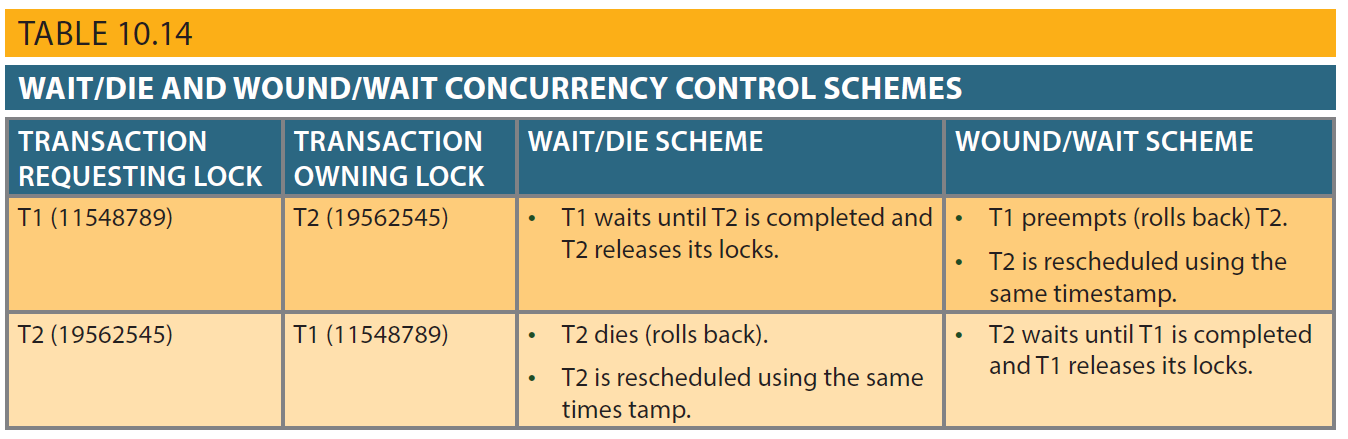 TABLE 10.14
WAIT/DIE AND WOUND/WAIT CONCURRENCY CONTROL SCHEMES
TRANSACTION
REQUESTING LOCK
TRANSACTION
OWNING LOCK
WAIT/DIE SCHEME
WOUND/WAIT SCHEME
T1 (11548789)
T2 (19562545)
• T1 waits until T2 is completed and
T2 releases its locks.
• T1 preempts (rolls back) T2.
• T2 is rescheduled using the
same timestamp.
T2 (19562545)
T1 (11548789)
• T2 dies (rolls back).
• T2 is rescheduled using the same
times tamp.
• T2 waits until T1 is completed
and T1 releases its locks.